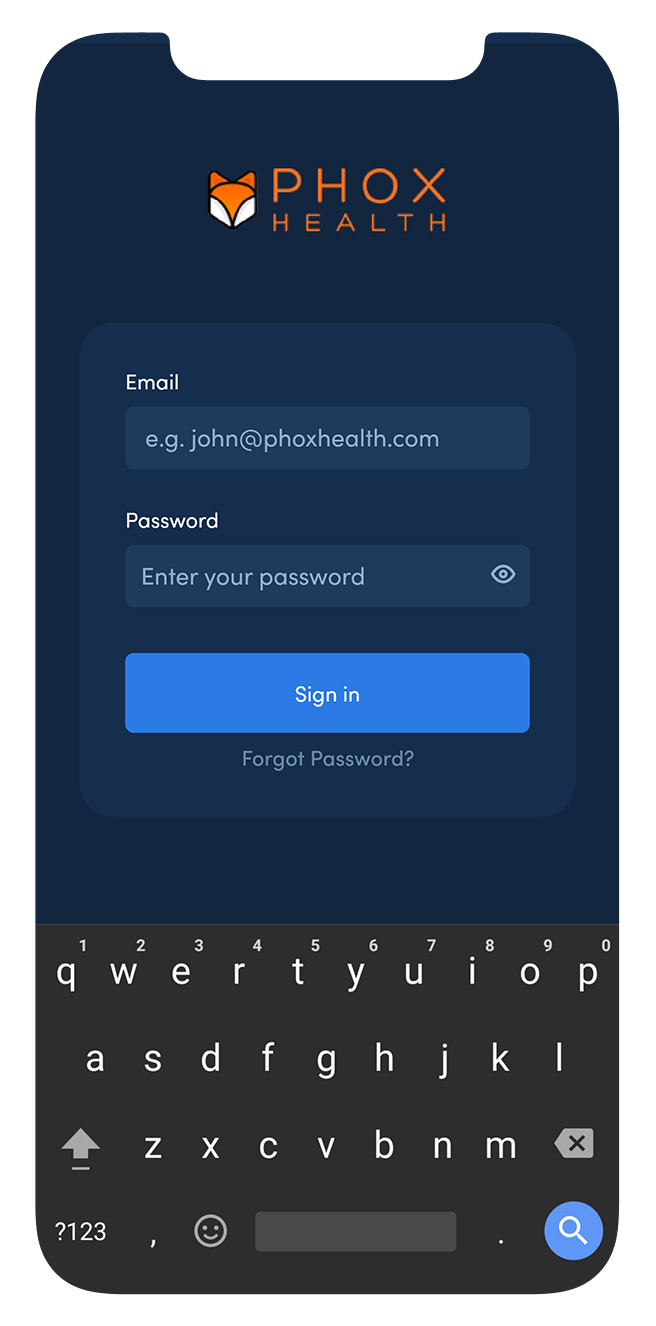 PHOX
HEALTH
Email
e.g. john@phoxhealth.com
Password
Enter your password
Sign in
Forgot Password?
1 2 3 4 5 6 7 8 9 0
q w e r t y u i o p
a s d f g h j k l
z x c v b n m
?123 , .